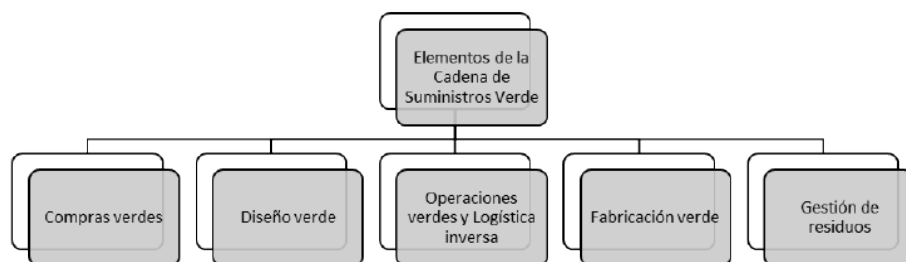 Elementos de la
Cadena de
Suministros Verde
Compras verdes
Diseño verde
Operaciones
verdes y Logística
inversa
Fabricación verde
Gestión de
residuos